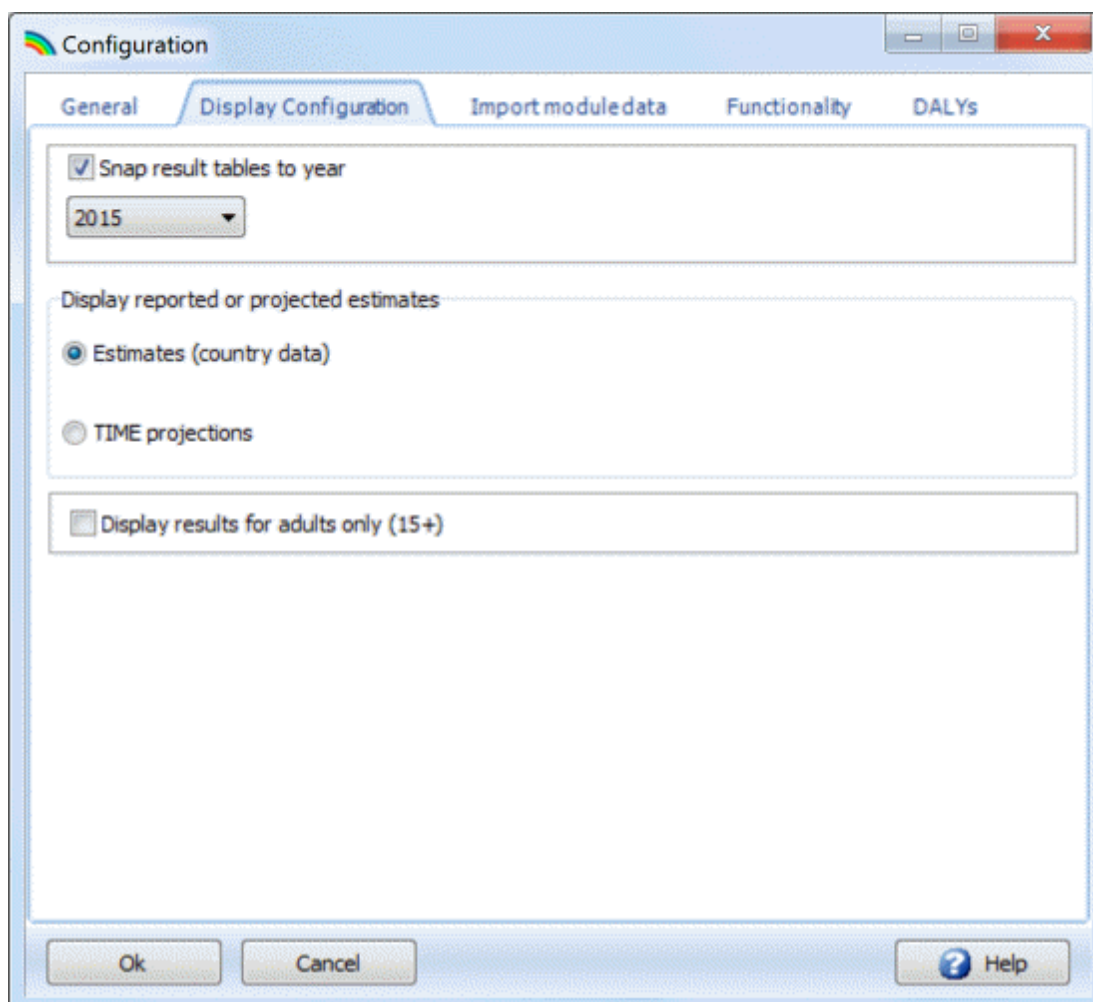 Configuration
General Display Configuration Import module data Functionality DALYs
Snap result tables to year
2015
Display reported or projected estimates
Estimates (country data)
TIME projections
Display results for adults only (15+)
Ok Cancel Help